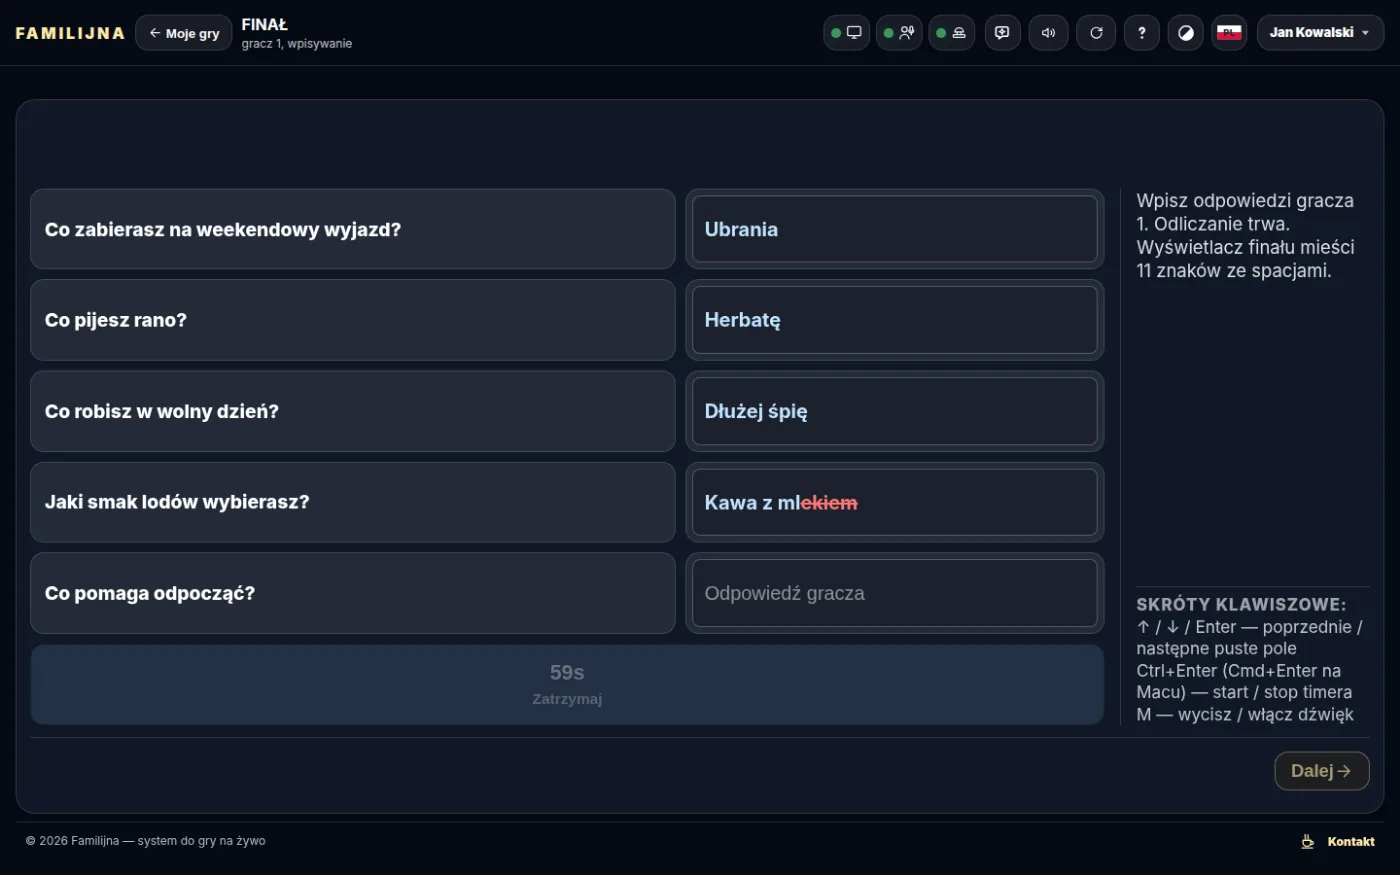 FAMILIJNA
← Moje gry
FINAŁ
gracz 1, wpisywanie
?
PL
Jan Kowalski
Co zabierasz na weekendowy wyjazd?
Ubrania
Co pijesz rano?
Herbatę
Co robisz w wolny dzień?
Dłużej śpię
Jaki smak lodów wybierasz?
Kawa z mlekiem
Co pomaga odpocząć?
Odpowiedź gracza
59s
Zatrzymaj
Wpisz odpowiedzi gracza
1. Odliczanie trwa.
Wyświetlacz finału mieści
11 znaków ze spacjami.
SKRÓTY KLAWISZOWE:
↑ / ↓ / Enter — poprzednie /
następne puste pole
Ctrl+Enter (Cmd+Enter na
Macu) — start / stop timera
M — wycisz / włącz dźwięk
Dalej →
© 2026 Familijna — system do gry na żywo
Kontakt